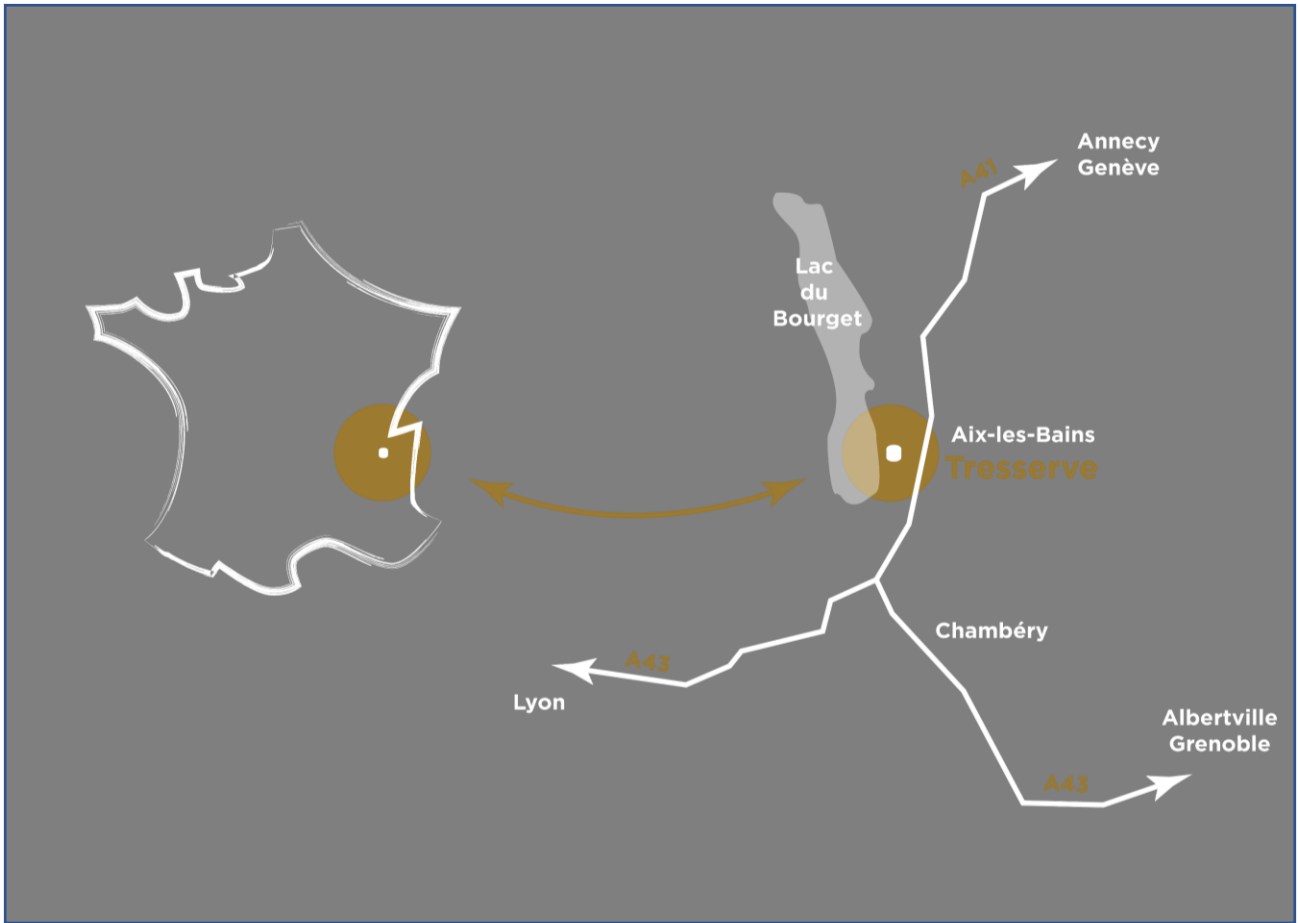 Annecy
Genève
A41
Lac
du
Bourget
Aix-les-Bains
Tresserve
Chambéry
A43
Lyon
Albertville
Grenoble
A43